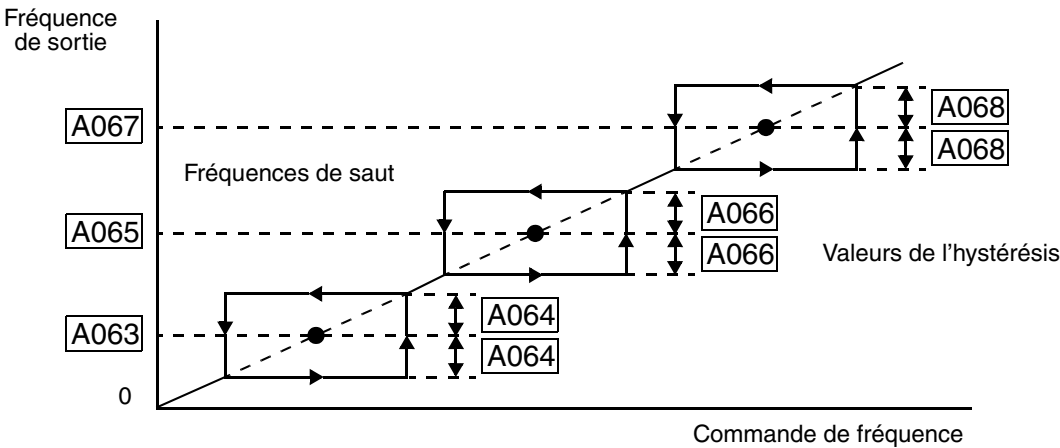 Fréquence
de sortie
A067
A068
A068
Fréquences de saut
A065
A066
A066
Valeurs de l'hystérésis
A063
A064
A064
0
Commande de fréquence